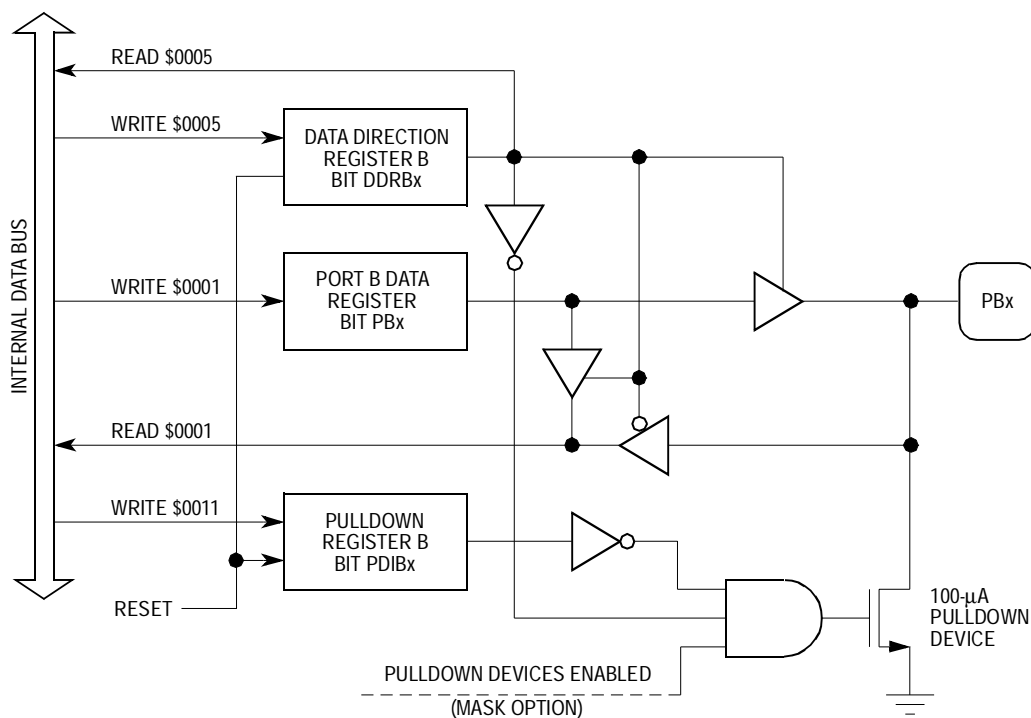 READ $0005
WRITE $0005
DATA DIRECTION
REGISTER B
BIT DDRBx
INTERNAL DATA BUS
WRITE $0001
PORT B DATA
REGISTER
BIT PBx
PBx
READ $0001
WRITE $0011
PULLDOWN
REGISTER B
BIT PDIBx
RESET
100-µA
PULLDOWN
DEVICE
PULLDOWN DEVICES ENABLED
(MASK OPTION)